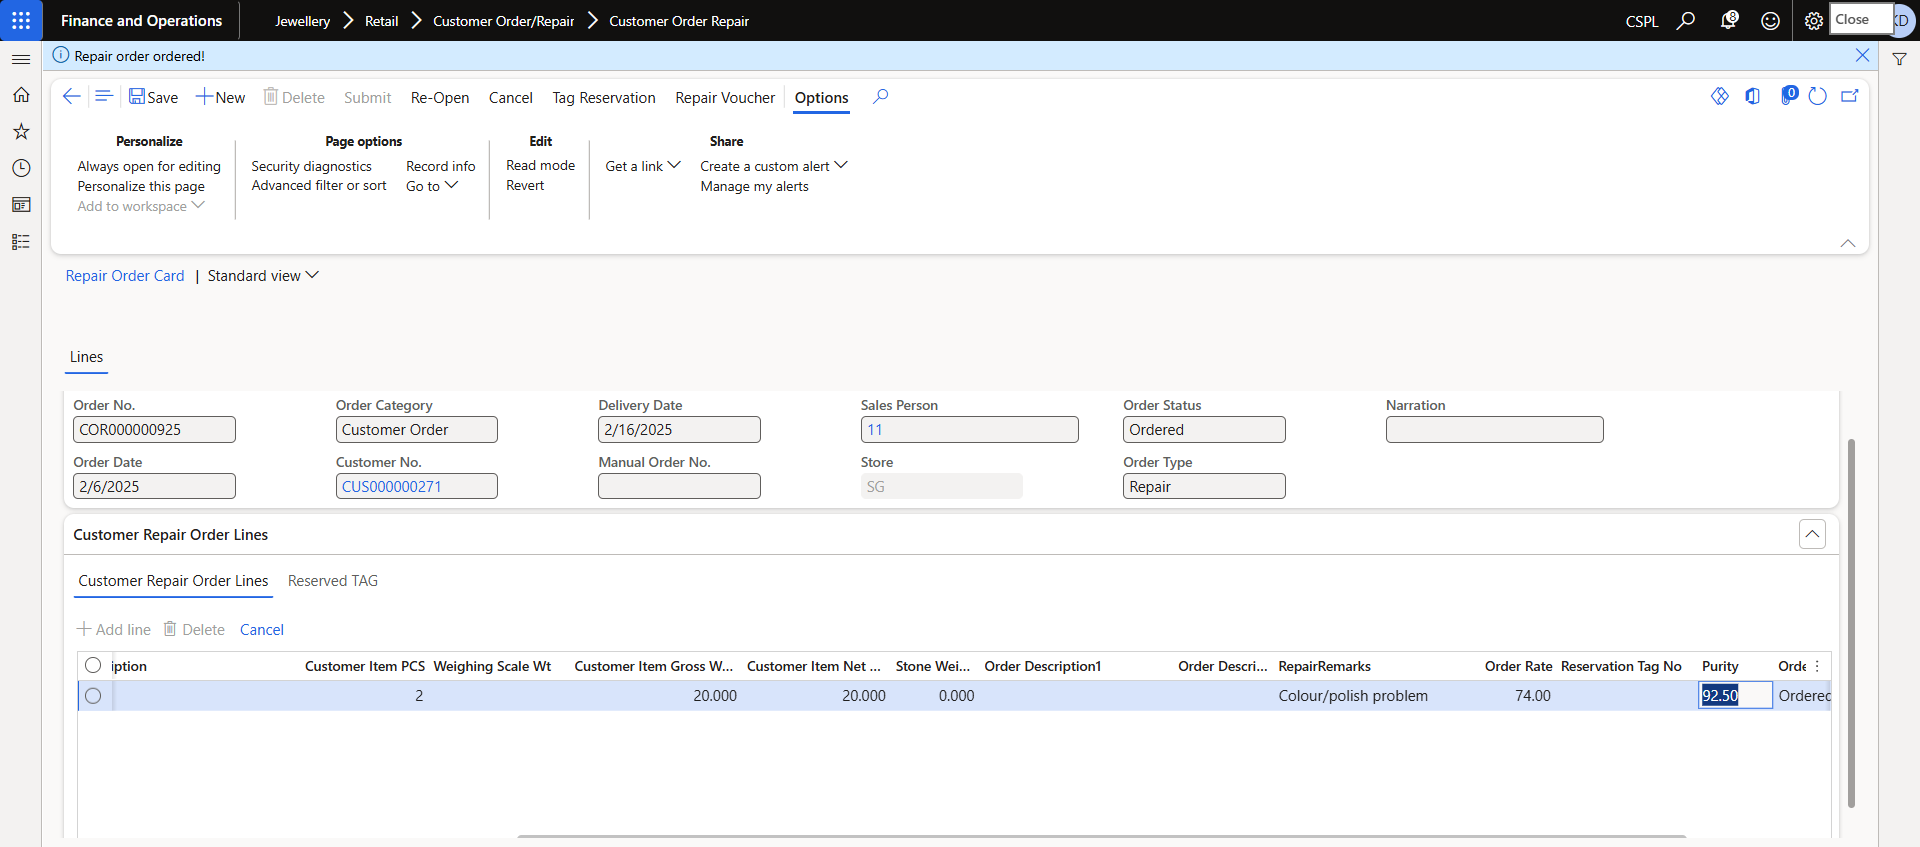 Finance and Operations
Jewellery > Retail > Customer Order/Repair > Customer Order Repair
CSPL
8
Close
D
Repair order ordered!
Save
New
Delete
Submit
Re-Open
Cancel
Tag Reservation
Repair Voucher
Options
0
Personalize
Always open for editing
Personalize this page
Add to workspace
Page options
Security diagnostics
Advanced filter or sort
Record info
Go to
Edit
Read mode
Revert
Share
Get a link
Create a custom alert
Manage my alerts
Repair Order Card | Standard view
Lines
Order No.
COR000000925
Order Date
2/6/2025
Order Category
Customer Order
Customer No.
CUS000000271
Delivery Date
2/16/2025
Manual Order No.
Sales Person
11
Store
SG
Order Status
Ordered
Order Type
Repair
Narration
Customer Repair Order Lines
Customer Repair Order Lines
Reserved TAG
Add line
Delete
Cancel
iption Customer Item PCS Weighing Scale Wt Customer Item Gross W... Customer Item Net ... Stone Wei... Order Description1 Order Descri... RepairRemarks Order Rate Reservation Tag No Purity Orde
2 20.000 20.000 0.000 Colour/polish problem 74.00 92.50 Ordered